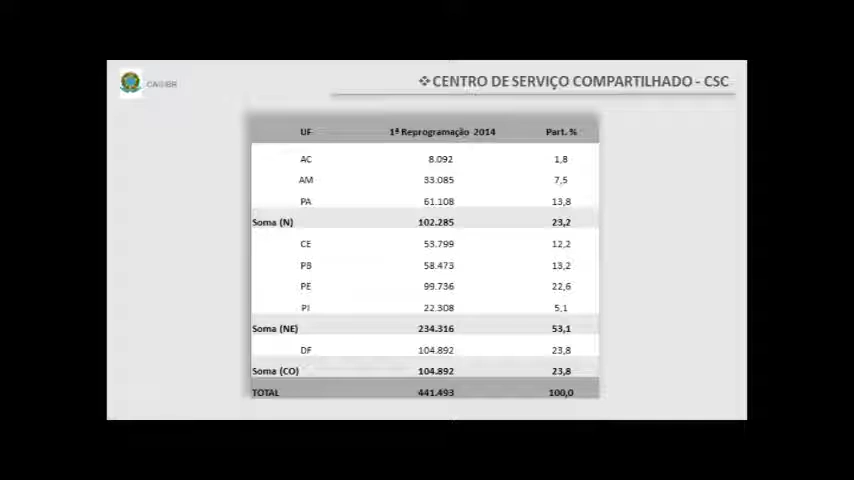 CAU/BR
❖CENTRO DE SERVIÇO COMPARTILHADO - CSC
UF 1ª Reprogramação 2014 Part. %
AC 8.092 1,8
AM 33.085 7,5
PA 61.108 13,8
Soma (N) 102.285 23,2
CE 53.799 12,2
PB 58.473 13,2
PE 99.736 22,6
PI 22.308 5,1
Soma (NE) 234.316 53,1
DF 104.892 23,8
Soma (CO) 104.892 23,8
TOTAL 441.493 100,0